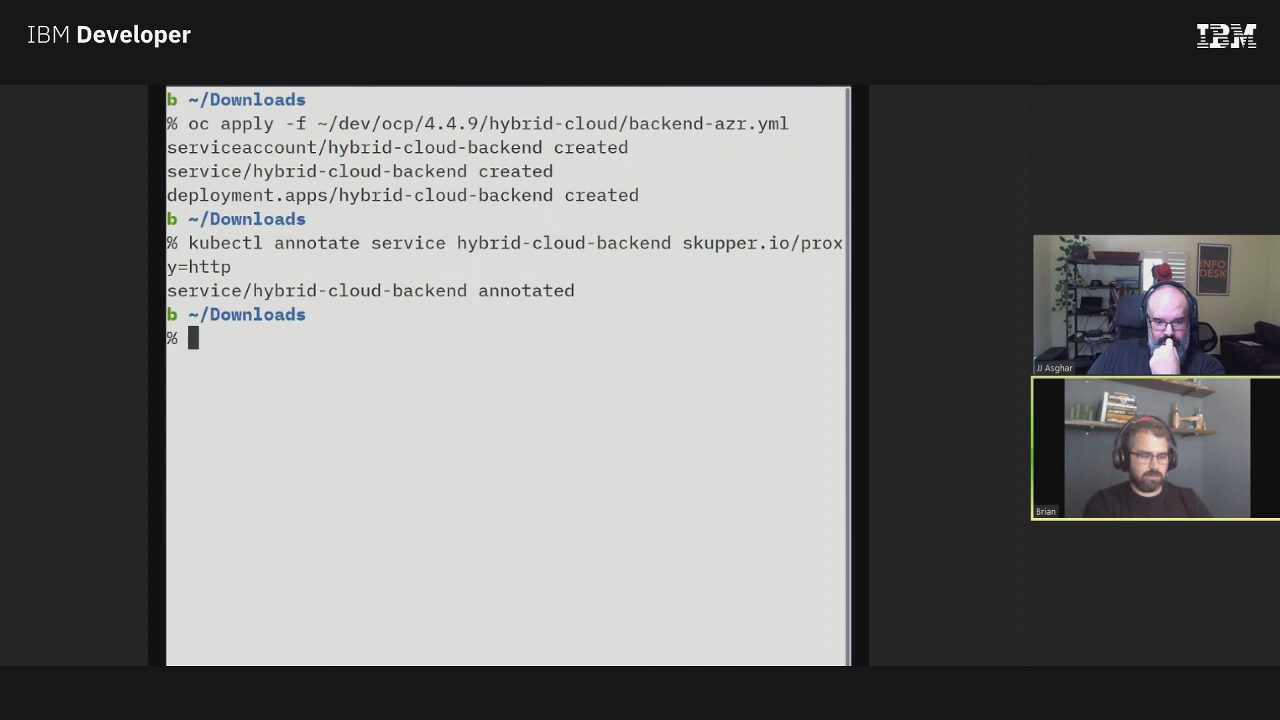 IBM Developer
IBM
b ~/Downloads
% oc apply -f ~/dev/ocp/4.4.9/hybrid-cloud/backend-azr.yml
serviceaccount/hybrid-cloud-backend created
service/hybrid-cloud-backend created
deployment.apps/hybrid-cloud-backend created
b ~/Downloads
% kubectl annotate service hybrid-cloud-backend skupper.io/prox
y=http
service/hybrid-cloud-backend annotated
b ~/Downloads
%
INFO
DESK
JJ Asghar
Brian